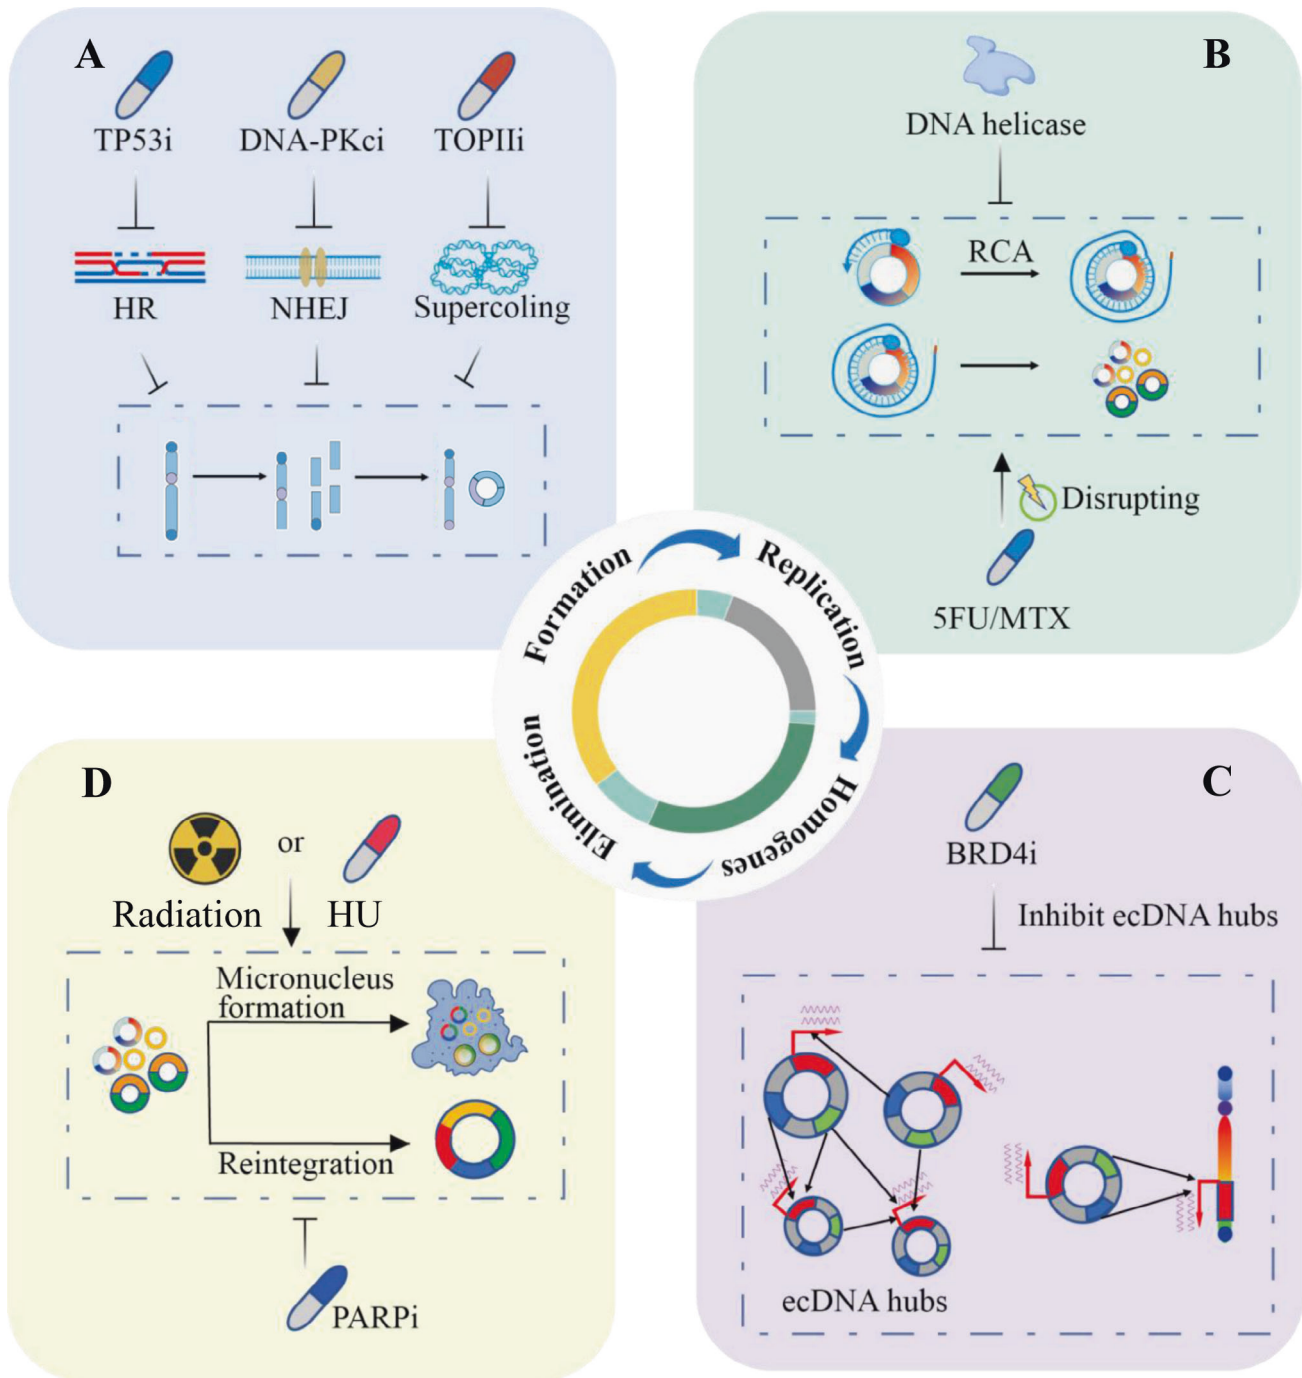 A
TP53i
DNA-PKci
TOPIIi
HR
NHEJ
Supercoling
B
DNA helicase
RCA
Disrupting
5FU/MTX
Formation
Replication
Homogenes
Elimination
D
Radiation
or
HU
Micronucleus
formation
Reintegration
PARPi
C
BRD4i
Inhibit ecDNA hubs
ecDNA hubs